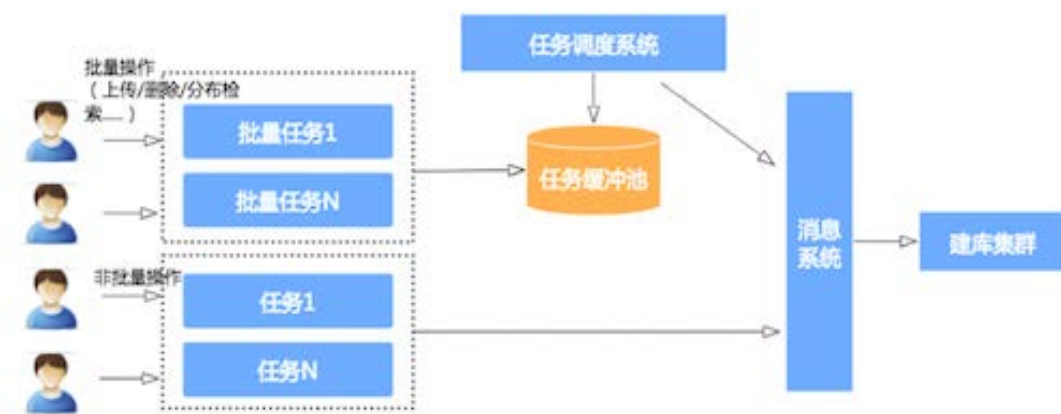 任务调度系统
批量操作
（上传/删除/分布检
索......）
批量任务1
批量任务N
任务缓冲池
消息
系统
建库集群
非批量操作
任务1
任务N